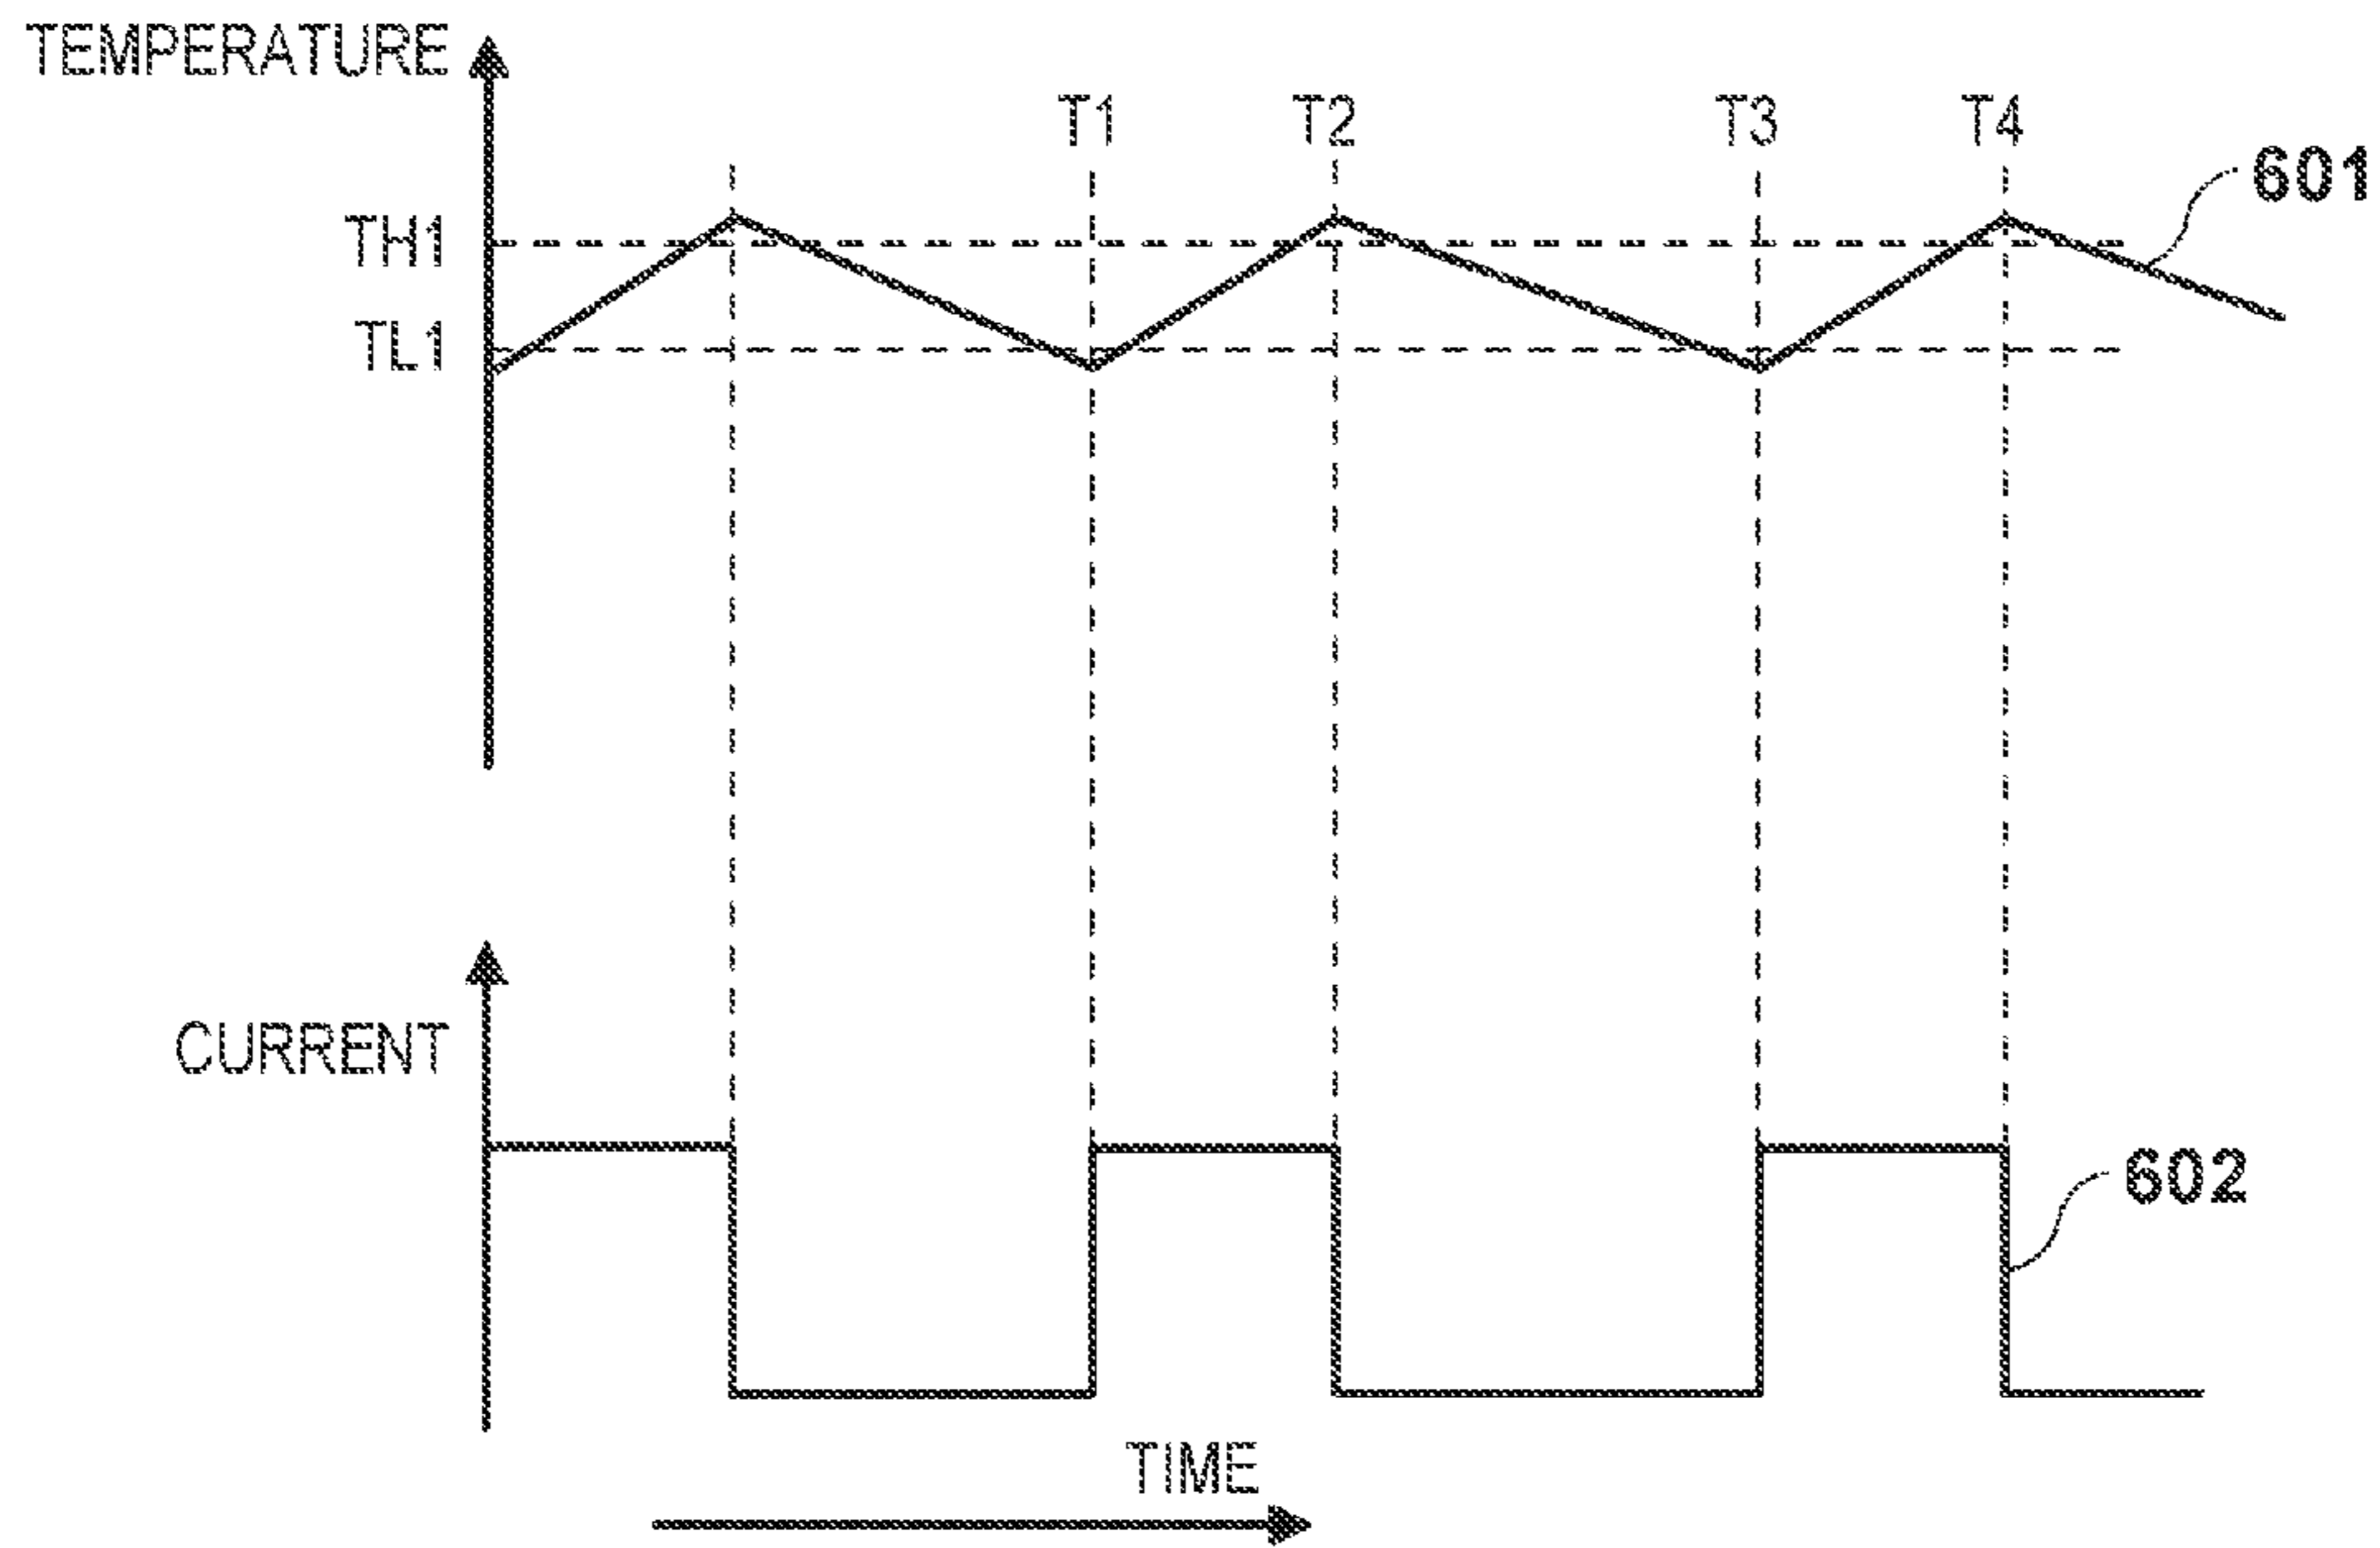 TEMPERATURE
T1
T2
T3
T4
601
TH1
TL1
CURRENT
602
TIME